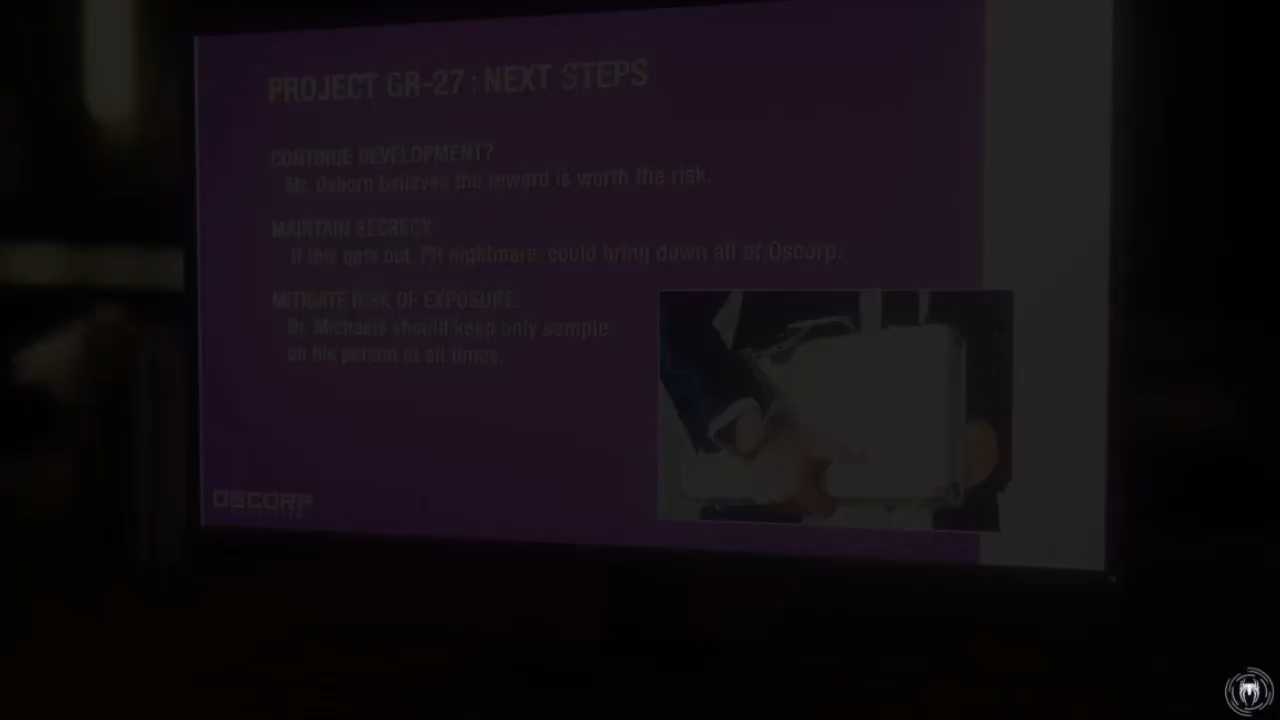 PROJECT GR-27 : NEXT STEPS
CONTINUE DEVELOPMENT?
Mr. Osborn believes the reward is worth the risk.
MAINTAIN SECRECY.
If this gets out, PR nightmare, could bring down all of Oscorp.
MITIGATE RISK OF EXPOSURE.
Dr. Michaels should keep only sample
on his person at all times.
OSCORP